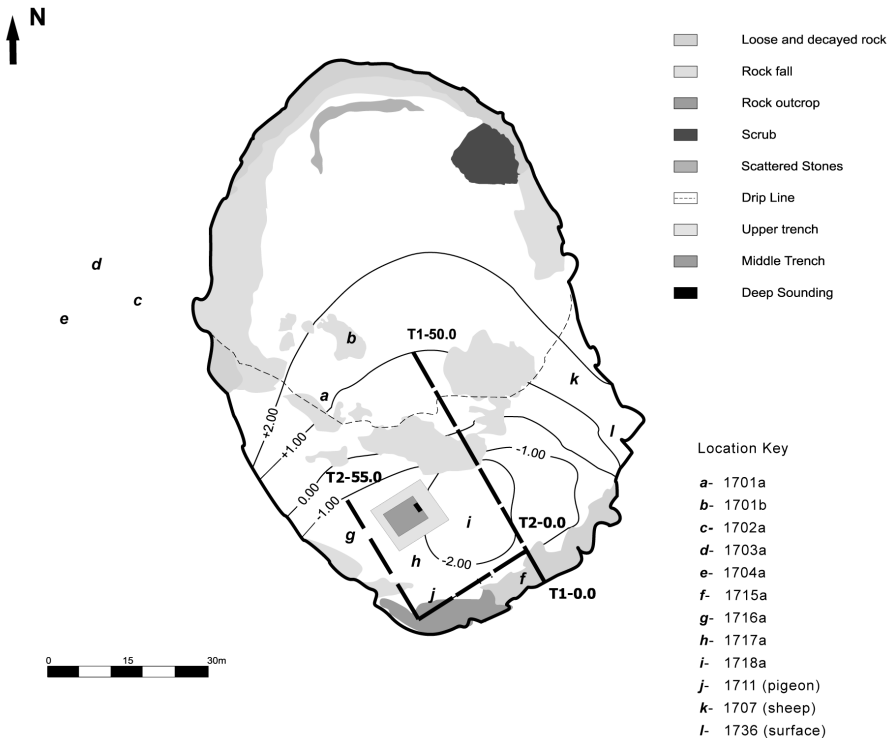 N
Loose and decayed rock
Rock fall
Rock outcrop
Scrub
Scattered Stones
Drip Line
Upper trench
Middle Trench
Deep Sounding
d
c
e
b
T1-50.0
a
k
l
+2.00
+1.00
0.00
-1.00
-1.00
T2-55.0
g
i
T2-0.0
h
-2.00
f
j
T1-0.0
0 15 30m
Location Key
a- 1701a
b- 1701b
c- 1702a
d- 1703a
e- 1704a
f- 1715a
g- 1716a
h- 1717a
i- 1718a
j- 1711 (pigeon)
k- 1707 (sheep)
l- 1736 (surface)